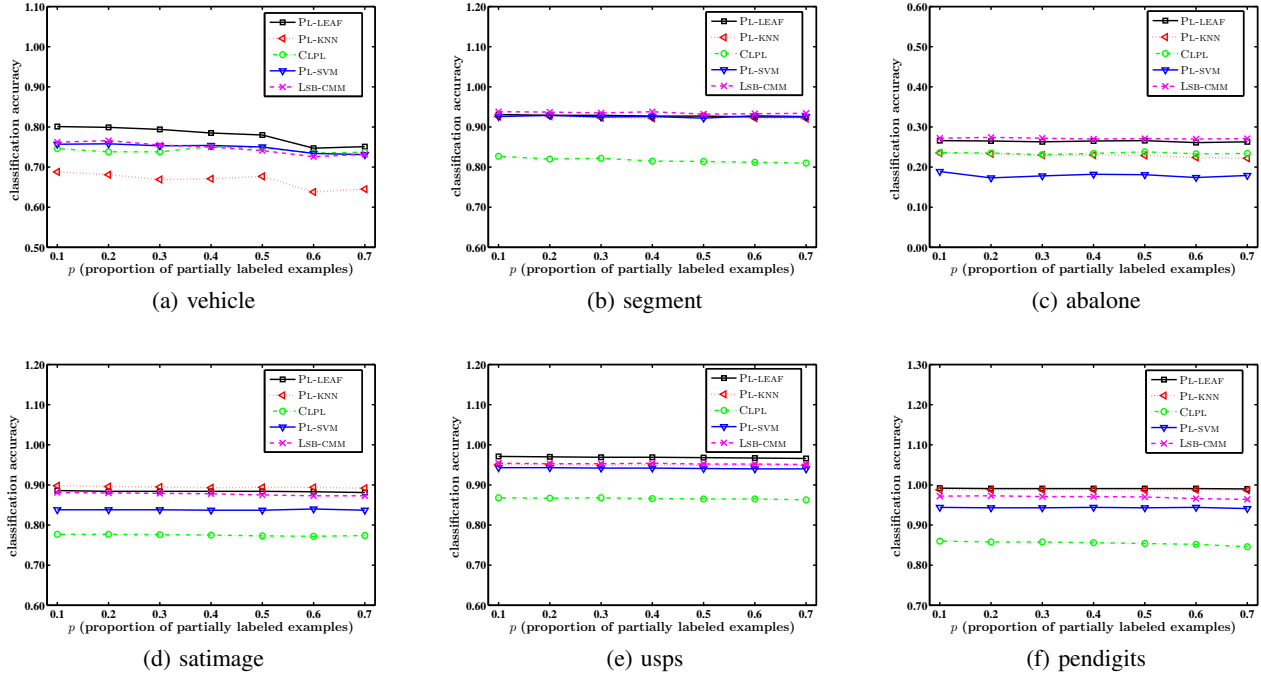 1.10
1.00
0.90
0.80
0.70
0.60
0.50
classification accuracy
PL-LEAF
PL-KNN
CLPL
PL-SVM
LSB-CMM
0.1 0.2 0.3 0.4 0.5 0.6 0.7
p (proportion of partially labeled examples)
(a) vehicle
1.20
1.10
1.00
0.90
0.80
0.70
0.60
classification accuracy
PL-LEAF
PL-KNN
CLPL
PL-SVM
LSB-CMM
0.1 0.2 0.3 0.4 0.5 0.6 0.7
p (proportion of partially labeled examples)
(b) segment
0.60
0.50
0.40
0.30
0.20
0.10
0.00
classification accuracy
PL-LEAF
PL-KNN
CLPL
PL-SVM
LSB-CMM
0.1 0.2 0.3 0.4 0.5 0.6 0.7
p (proportion of partially labeled examples)
(c) abalone
1.20
1.10
1.00
0.90
0.80
0.70
0.60
classification accuracy
PL-LEAF
PL-KNN
CLPL
PL-SVM
LSB-CMM
0.1 0.2 0.3 0.4 0.5 0.6 0.7
p (proportion of partially labeled examples)
(d) satimage
1.20
1.10
1.00
0.90
0.80
0.70
0.60
classification accuracy
PL-LEAF
PL-KNN
CLPL
PL-SVM
LSB-CMM
0.1 0.2 0.3 0.4 0.5 0.6 0.7
p (proportion of partially labeled examples)
(e) usps
1.30
1.20
1.10
1.00
0.90
0.80
0.70
classification accuracy
PL-LEAF
PL-KNN
CLPL
PL-SVM
LSB-CMM
0.1 0.2 0.3 0.4 0.5 0.6 0.7
p (proportion of partially labeled examples)
(f) pendigits